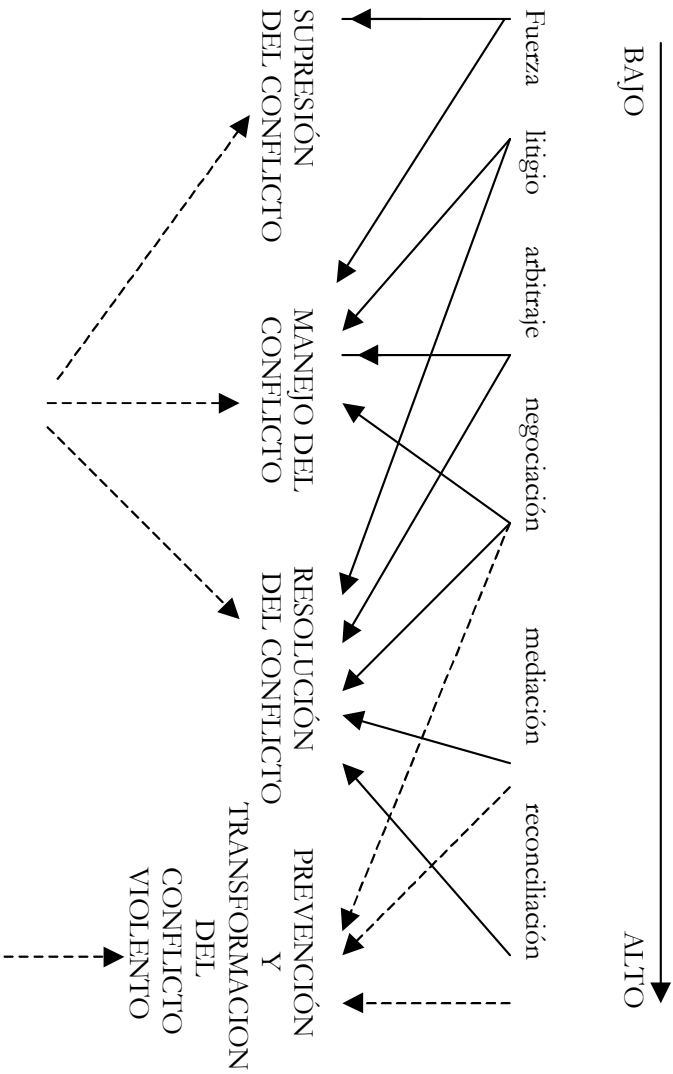 BAJO ALTO
Fuerza litigio arbitraje negociación mediación reconciliación
SUPRESIÓN
DEL CONFLICTO
MANEJO DEL
CONFLICTO
RESOLUCIÓN
DEL CONFLICTO
PREVENCIÓN
Y
TRANSFORMACION
DEL
CONFLICTO
VIOLENTO